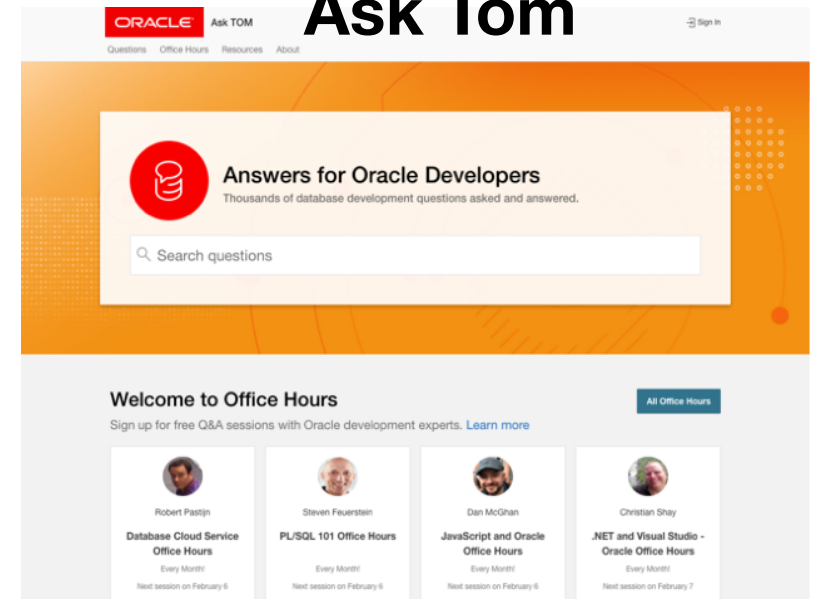 Ask Tom
ORACLE Ask TOM
Sign In
Questions Office Hours Resources About
Answers for Oracle Developers
Thousands of database development questions asked and answered.
Search questions
Welcome to Office Hours
All Office Hours
Sign up for free Q&A sessions with Oracle development experts. Learn more
Robert Pastijn
Database Cloud Service
Office Hours
Every Month!
Next session on February 6
Steven Feuerstein
PL/SQL 101 Office Hours
Every Month!
Next session on February 6
Dan McGhan
JavaScript and Oracle
Office Hours
Every Month!
Next session on February 6
Christian Shay
.NET and Visual Studio -
Oracle Office Hours
Every Month!
Next session on February 7